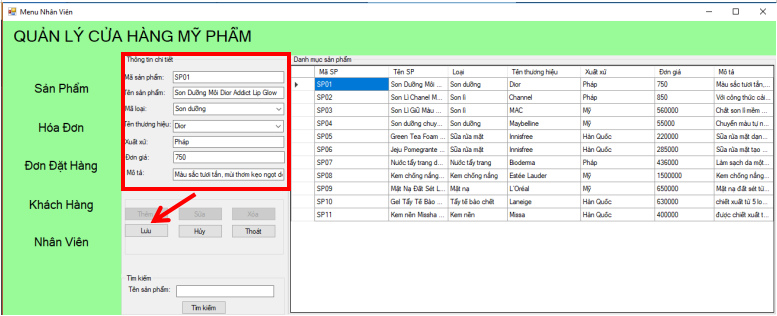 Menu Nhân Viên
QUẢN LÝ CỬA HÀNG MỸ PHẨM
Sản Phẩm
Hóa Đơn
Đơn Đặt Hàng
Khách Hàng
Nhân Viên
Thông tin chi tiết
Mã sản phẩm: SP01
Tên sản phẩm: Son Dưỡng Môi Dior Addict Lip Glow
Mã loại: Son dưỡng
Tên thương hiệu: Dior
Xuất xứ: Pháp
Đơn giá: 750
Mô tả: Màu sắc tươi tắn, mùi thơm kẹo ngọt dị
Thêm Sửa Xóa
Lưu Hủy Thoát
Tìm kiếm
Tên sản phẩm:
Tìm kiếm
Danh mục sản phẩm
Mã SP Tên SP Loại Tên thương hiệu Xuất xứ Đơn giá Mô tả
SP01 Son Dưỡng Môi ... Son dưỡng Dior Pháp 750 Màu sắc tươi tắn,...
SP02 Son Lì Chanel M... Son lì Channel Pháp 850 Với công thức cải...
SP03 Son Lì Giữ Màu ... Son lì MAC Mỹ 560000 Chất son lì mềm ...
SP04 Son dưỡng chuy... Son dưỡng Maybelline Mỹ 55000 Chuyển màu tự n...
SP05 Green Tea Foam ... Sữa rửa mặt Innisfree Hàn Quốc 220000 Sữa rửa mặt dạn...
SP06 Jeju Pomegrante ... Sữa rửa mặt Innisfree Hàn Quốc 285000 Sữa rửa mặt tạo ...
SP07 Nước tẩy trang d... Nước tẩy trang Bioderma Pháp 436000 Làm sạch da mặt...
SP08 Kem chống nắng... Kem chống nắng Estée Lauder Mỹ 1500000 Kem chống nắng...
SP09 Mặt Nạ Đất Sét L... Mặt nạ L'Oréal Mỹ 650000 Mặt nạ đất sét từ...
SP10 Gel Tẩy Tế Bào ... Tẩy tế bào chết Laneige Hàn Quốc 630000 chiết xuất từ 5 lo...
SP11 Kem nền Missha ... Kem nền Missa Hàn Quốc 400000 được chiết xuất t...